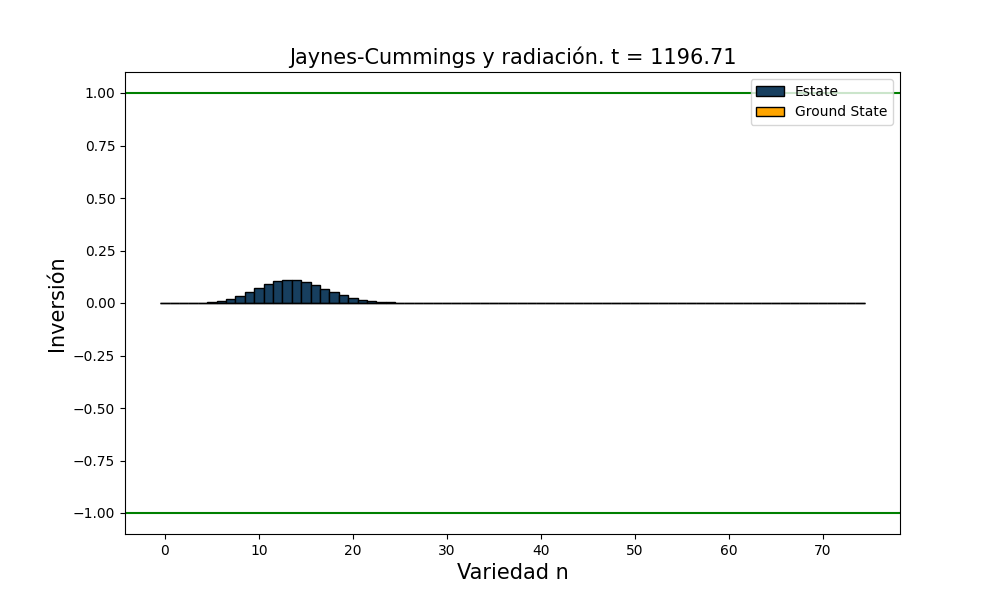 Jaynes-Cummings y radiación. t = 1196.71
Estate
Ground State
1.00
0.75
0.50
0.25
0.00
−0.25
−0.50
−0.75
−1.00
Inversión
0 10 20 30 40 50 60 70
Variedad n